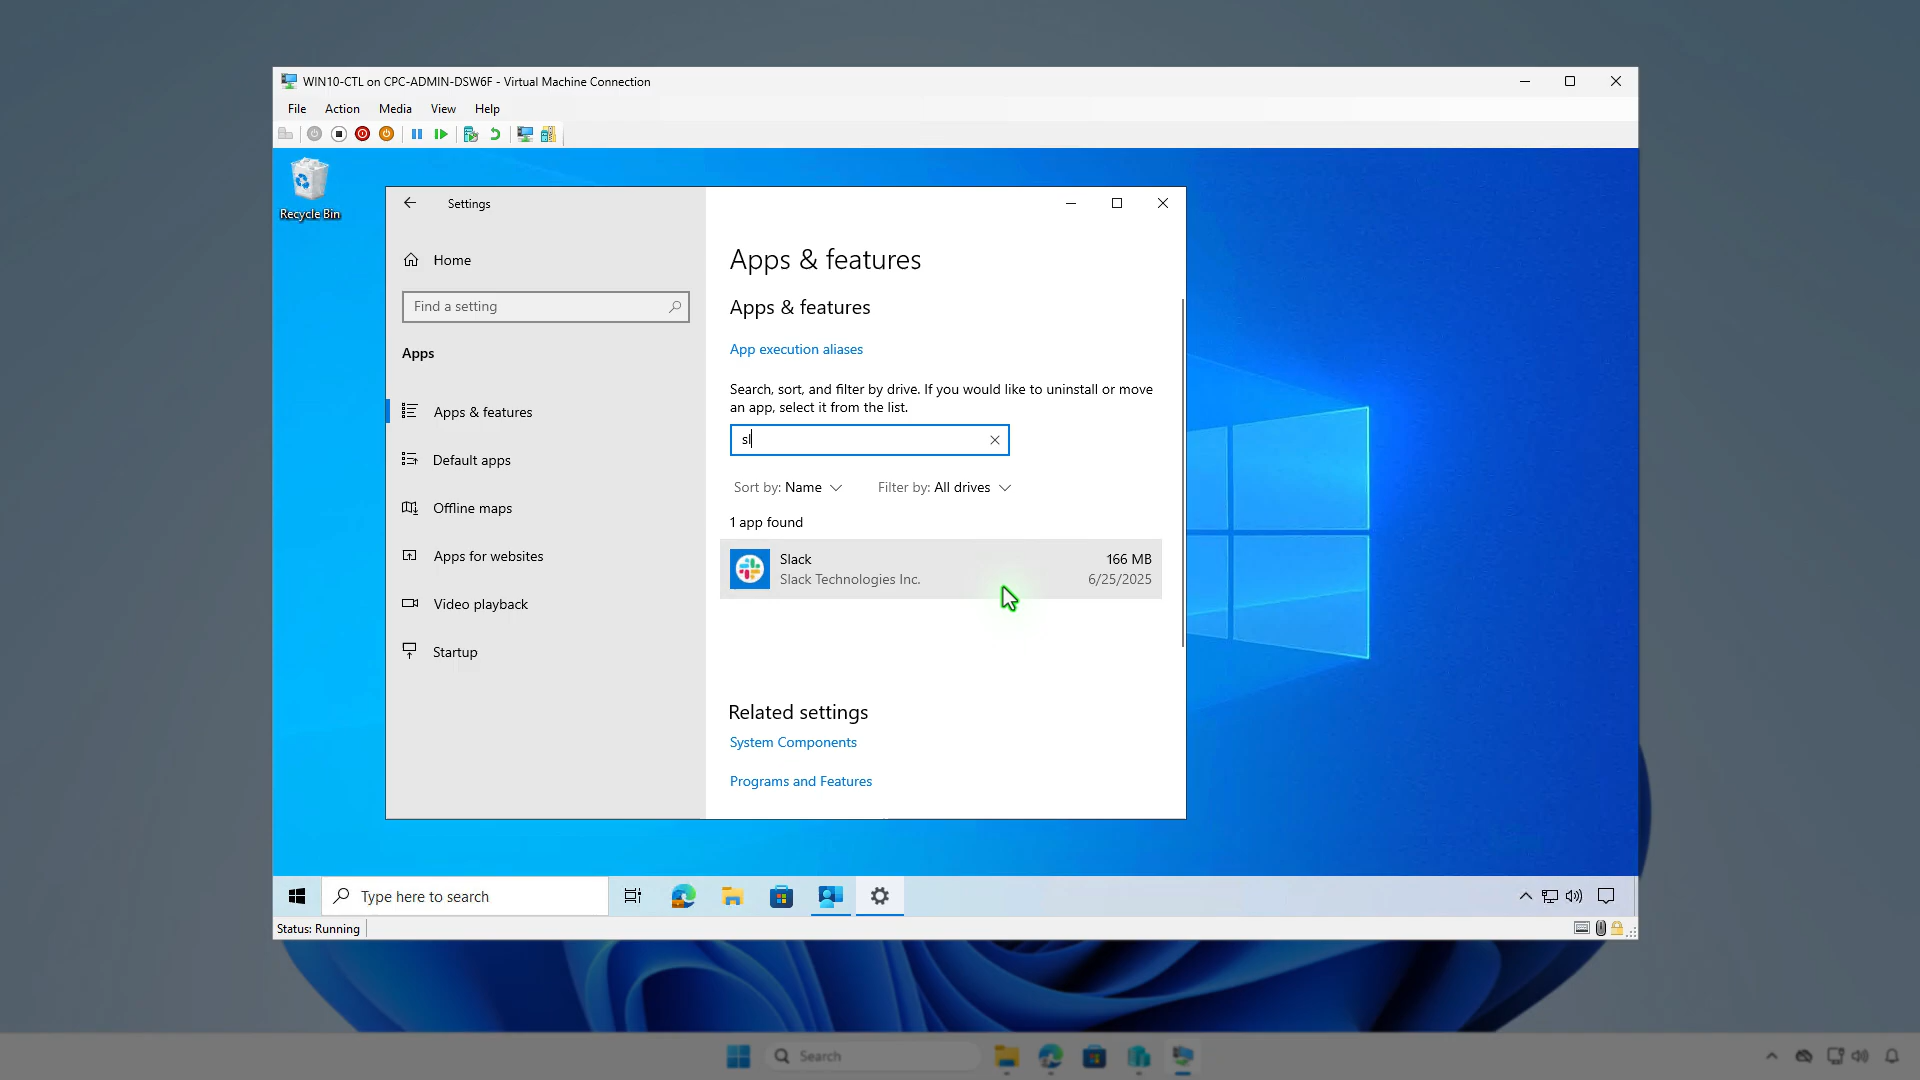 WIN10-CTL on CPC-ADMIN-DSW6F - Virtual Machine Connection
File Action Media View Help
Recycle Bin
Settings
Home
Find a setting
Apps
Apps & features
Default apps
Offline maps
Apps for websites
Video playback
Startup
Apps & features
Apps & features
App execution aliases
Search, sort, and filter by drive. If you would like to uninstall or move
an app, select it from the list.
sl
Sort by: Name Filter by: All drives
1 app found
Slack 166 MB
Slack Technologies Inc. 6/25/2025
Related settings
System Components
Programs and Features
Type here to search
Status: Running
Search